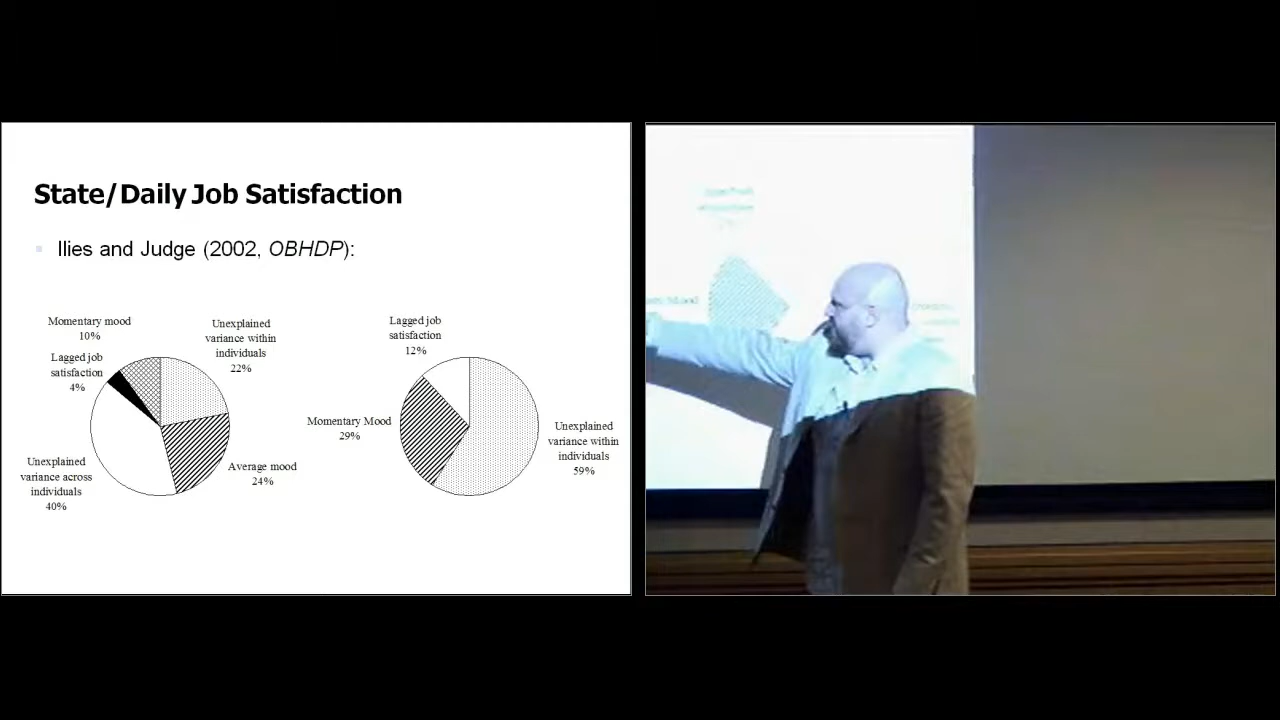 State/Daily Job Satisfaction
Ilies and Judge (2002, OBHDP):
Momentary mood
10%
Unexplained
variance within
individuals
22%
Lagged job
satisfaction
4%
Average mood
24%
Unexplained
variance across
individuals
40%
Lagged job
satisfaction
12%
Momentary Mood
29%
Unexplained
variance within
individuals
59%
Mood